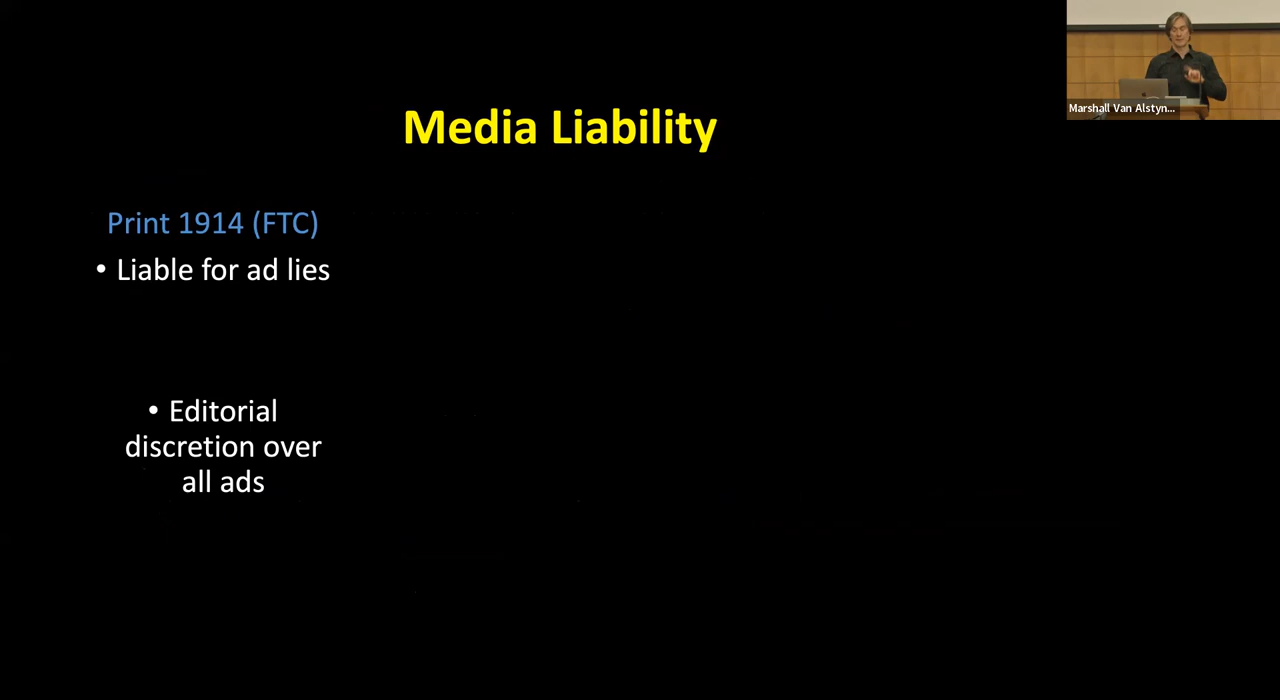 Marshall Van Alstyn...
Media Liability
Print 1914 (FTC)
• Liable for ad lies
• Editorial
discretion over
all ads